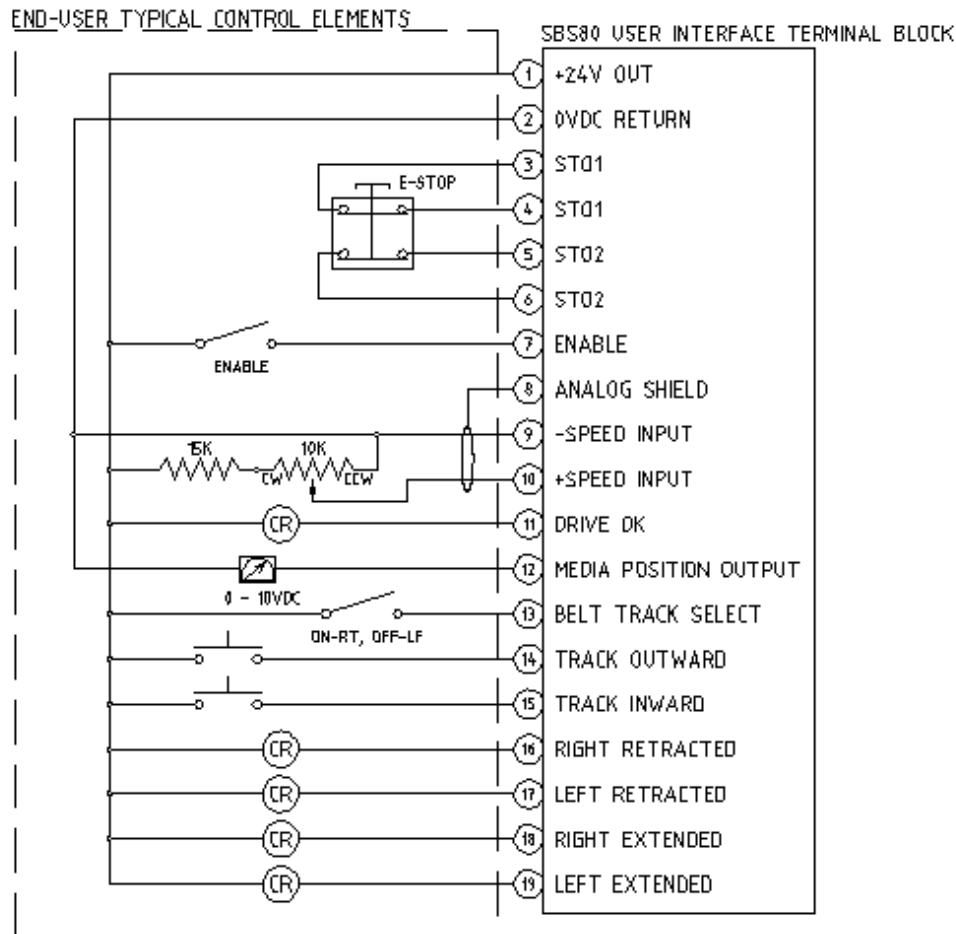 END-USER TYPICAL CONTROL ELEMENTS
SBS80 USER INTERFACE TERMINAL BLOCK
1 +24V OUT
2 0VDC RETURN
3 STO1
E-STOP
4 STO1
5 STO2
6 STO2
7 ENABLE
ENABLE
8 ANALOG SHIELD
9 -SPEED INPUT
15K 10K
CW CCW
10 +SPEED INPUT
CR 11 DRIVE OK
12 MEDIA POSITION OUTPUT
0 - 10VDC
13 BELT TRACK SELECT
ON-RT, OFF-LF
14 TRACK OUTWARD
15 TRACK INWARD
CR 16 RIGHT RETRACTED
CR 17 LEFT RETRACTED
CR 18 RIGHT EXTENDED
CR 19 LEFT EXTENDED